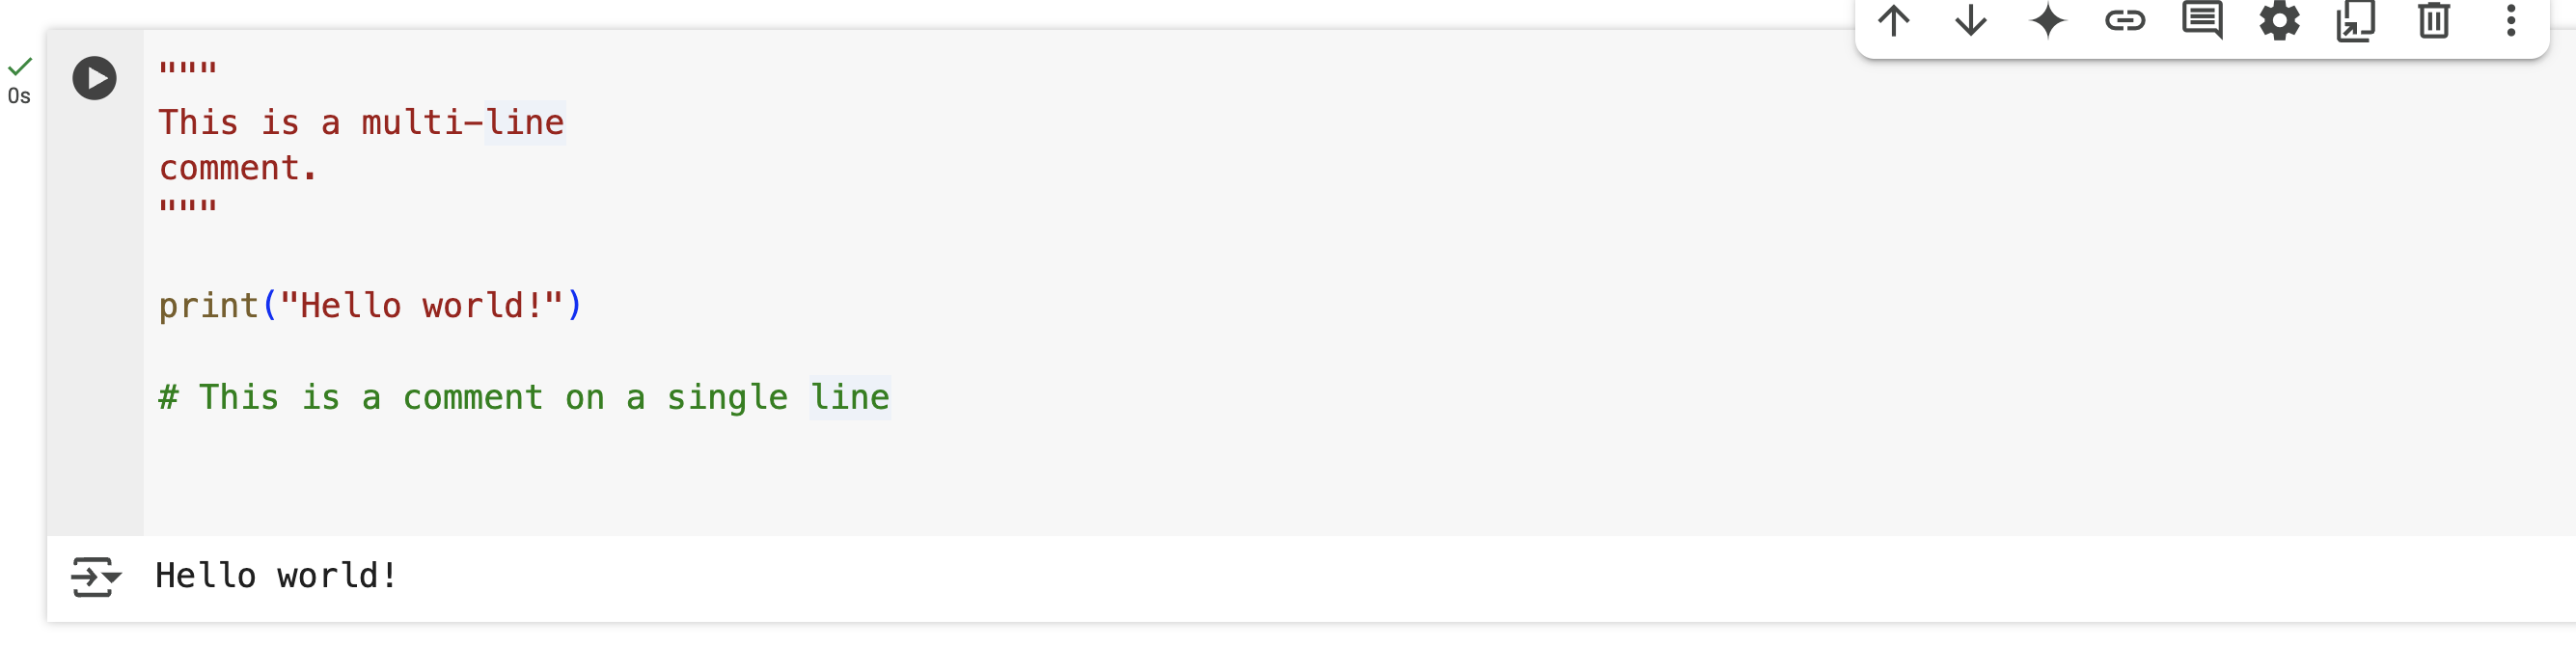 0s
"""
This is a multi-line
comment.
"""
print("Hello world!")
# This is a comment on a single line
Hello world!